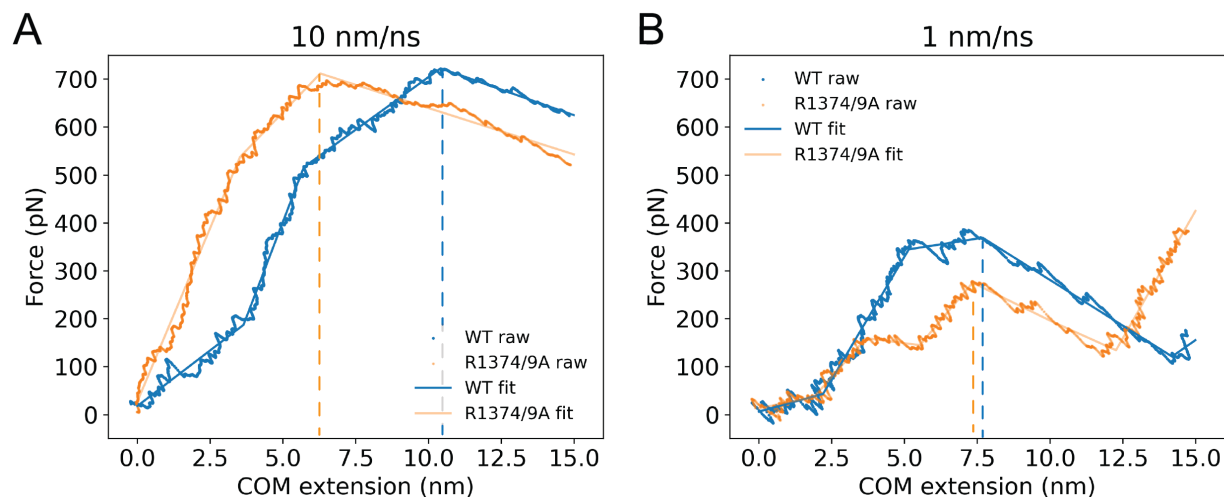 A
10 nm/ns
700
600
500
400
300
200
100
0
Force (pN)
WT raw
R1374/9A raw
WT fit
R1374/9A fit
0.0 2.5 5.0 7.5 10.0 12.5 15.0
COM extension (nm)
B
1 nm/ns
WT raw
R1374/9A raw
WT fit
R1374/9A fit
700
600
500
400
300
200
100
0
Force (pN)
0.0 2.5 5.0 7.5 10.0 12.5 15.0
COM extension (nm)